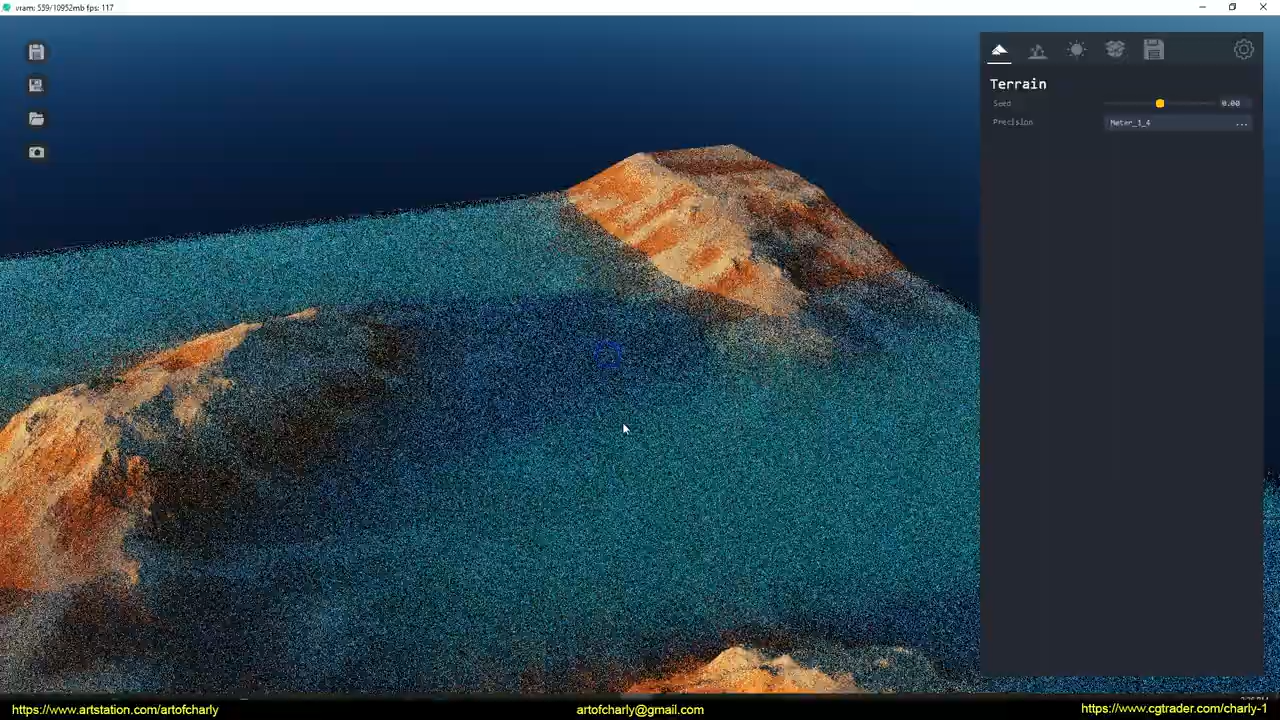 vram: 559/10952mb fps: 117
Terrain
Seed 0.00
Precision Meter_1_4 ...
https://www.artstation.com/artofcharly artofcharly@gmail.com https://www.cgtrader.com/charly-1